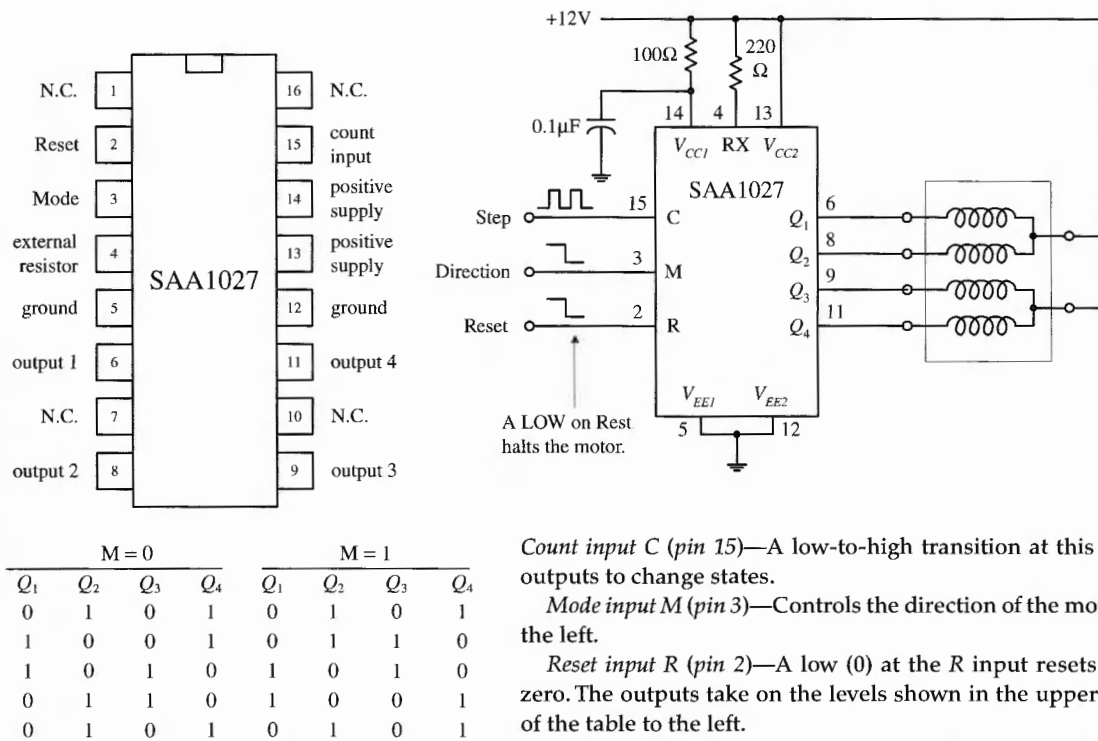 N.C. 1 16 N.C.
Reset 2 15 count input
Mode 3 14 positive supply
external resistor 4 13 positive supply
SAA1027
ground 5 12 ground
output 1 6 11 output 4
N.C. 7 10 N.C.
output 2 8 9 output 3
+12V
100Ω
220
Ω
0.1μF
14 4 13
VCC1 RX VCC2
SAA1027
Step 15 C
Direction 3 M
Reset 2 R
Q1 6
Q2 8
Q3 9
Q4 11
VEE1 VEE2
5 12
A LOW on Rest
halts the motor.
M = 0 M = 1
Q1 Q2 Q3 Q4 Q1 Q2 Q3 Q4
0 1 0 1 0 1 0 1
1 0 0 1 0 1 1 0
1 0 1 0 1 0 1 0
0 1 1 0 1 0 0 1
0 1 0 1 0 1 0 1
Count input C (pin 15)—A low-to-high transition at this
outputs to change states.
Mode input M (pin 3)—Controls the direction of the mo
the left.
Reset input R (pin 2)—A low (0) at the R input resets
zero. The outputs take on the levels shown in the upper
of the table to the left.